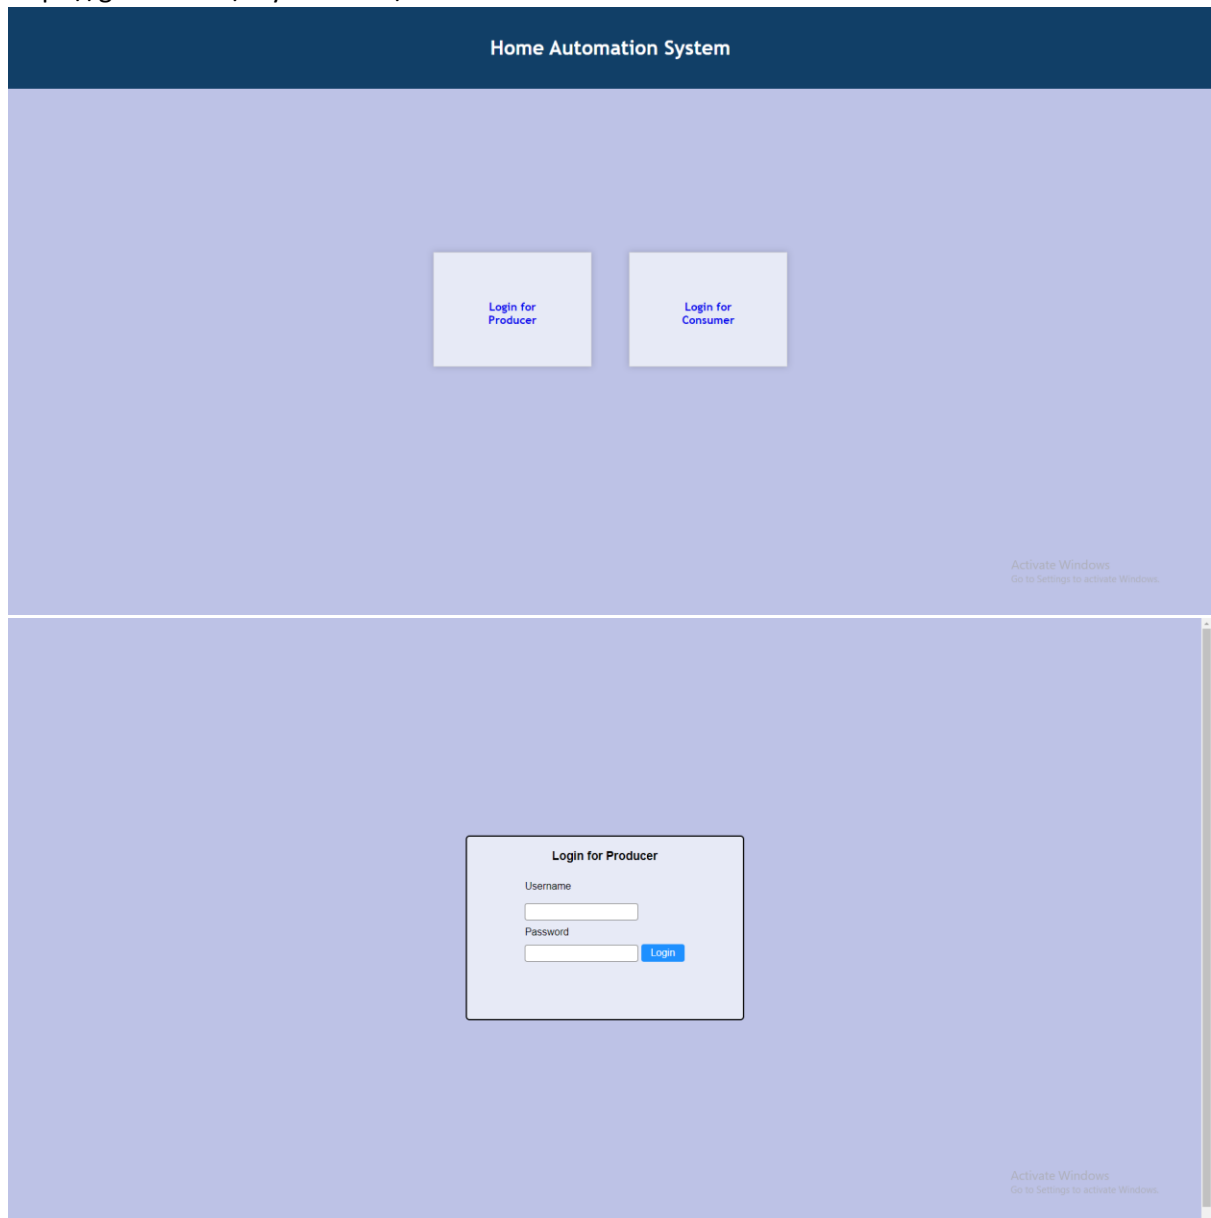 Home Automation System
Login for
Producer
Login for
Consumer
Activate Windows
Go to Settings to activate Windows.
Login for Producer
Username
Password
Login
Activate Windows
Go to Settings to activate Windows.